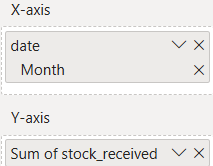 X-axis
date
Month
Y-axis
Sum of stock_received